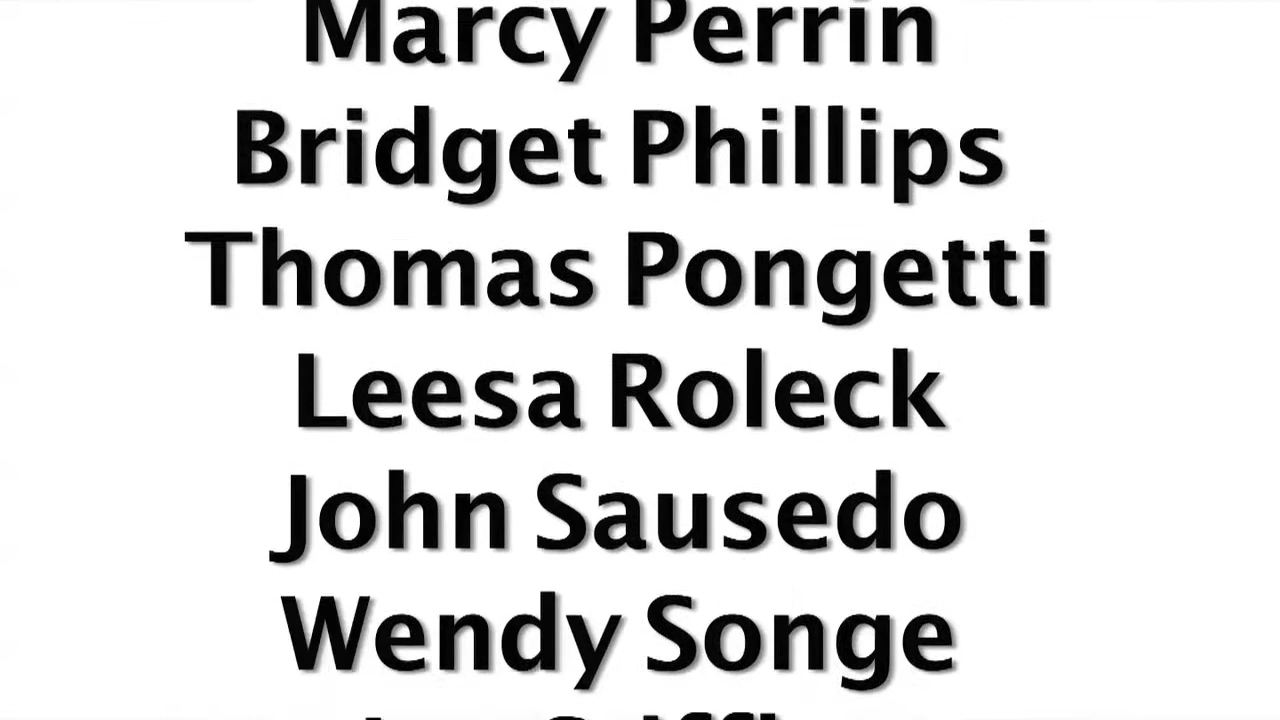 Marcy Perrin
Bridget Phillips
Thomas Pongetti
Leesa Roleck
John Sausedo
Wendy Songe